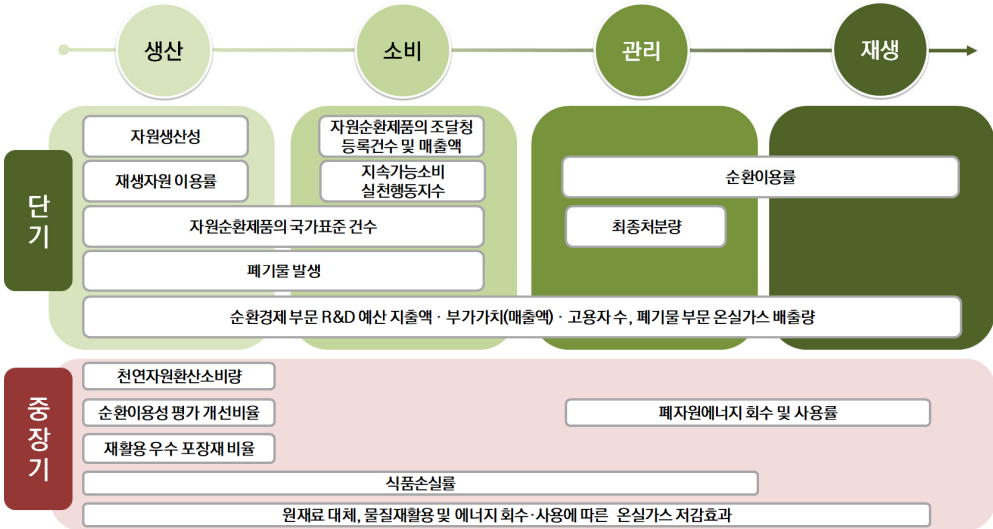 생산
소비
관리
재생
단기
자원생산성
자원순환제품의 조달청
등록건수 및 매출액
재생자원 이용률
지속가능소비
실천행동지수
순환이용률
자원순환제품의 국가표준 건수
최종처분량
폐기물 발생
순환경제 부문 R&D 예산 지출액 · 부가가치(매출액) · 고용자 수, 폐기물 부문 온실가스 배출량
중장기
천연자원환산소비량
순환이용성 평가 개선비율
폐자원에너지 회수 및 사용률
재활용 우수 포장재 비율
식품손실률
원재료 대체, 물질재활용 및 에너지 회수·사용에 따른 온실가스 저감효과